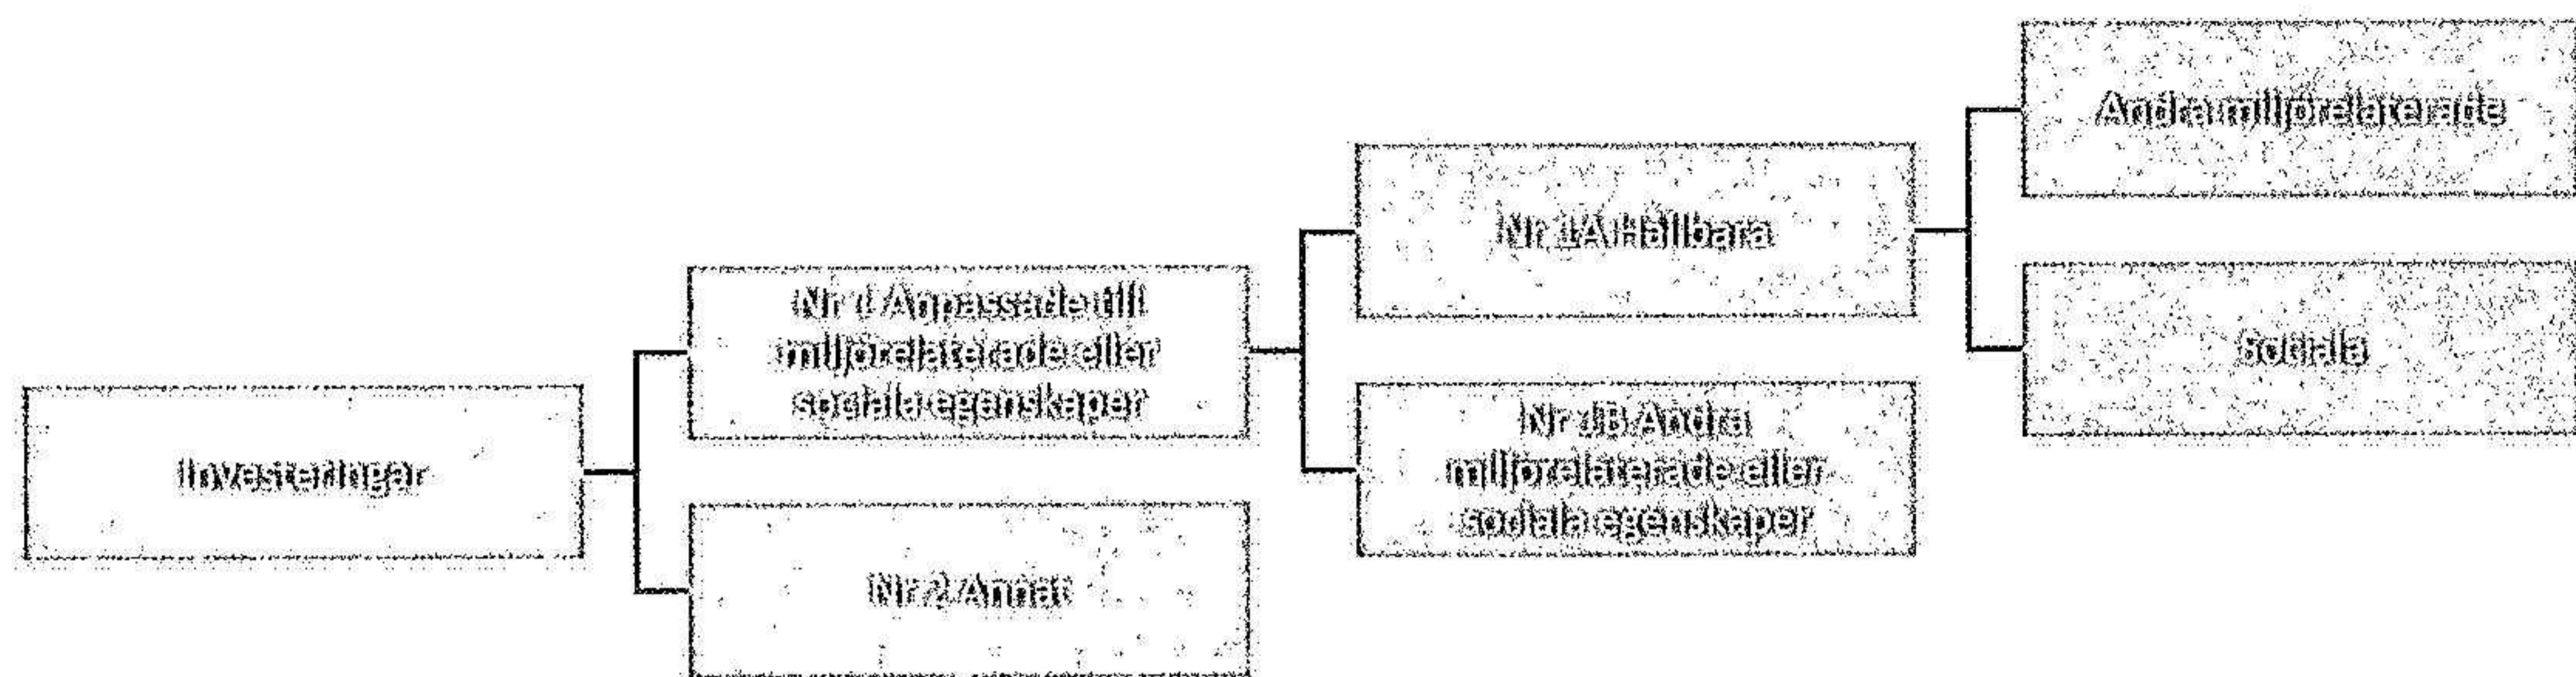 Investeringar
Nr 1 Anpassade till
miljörelaterade eller
sociala egenskaper
Nr 2 Annat
Nr 1A Hållbara
Nr 1B Andra
miljörelaterade eller
sociala egenskaper
Andra miljörelaterade
Sociala